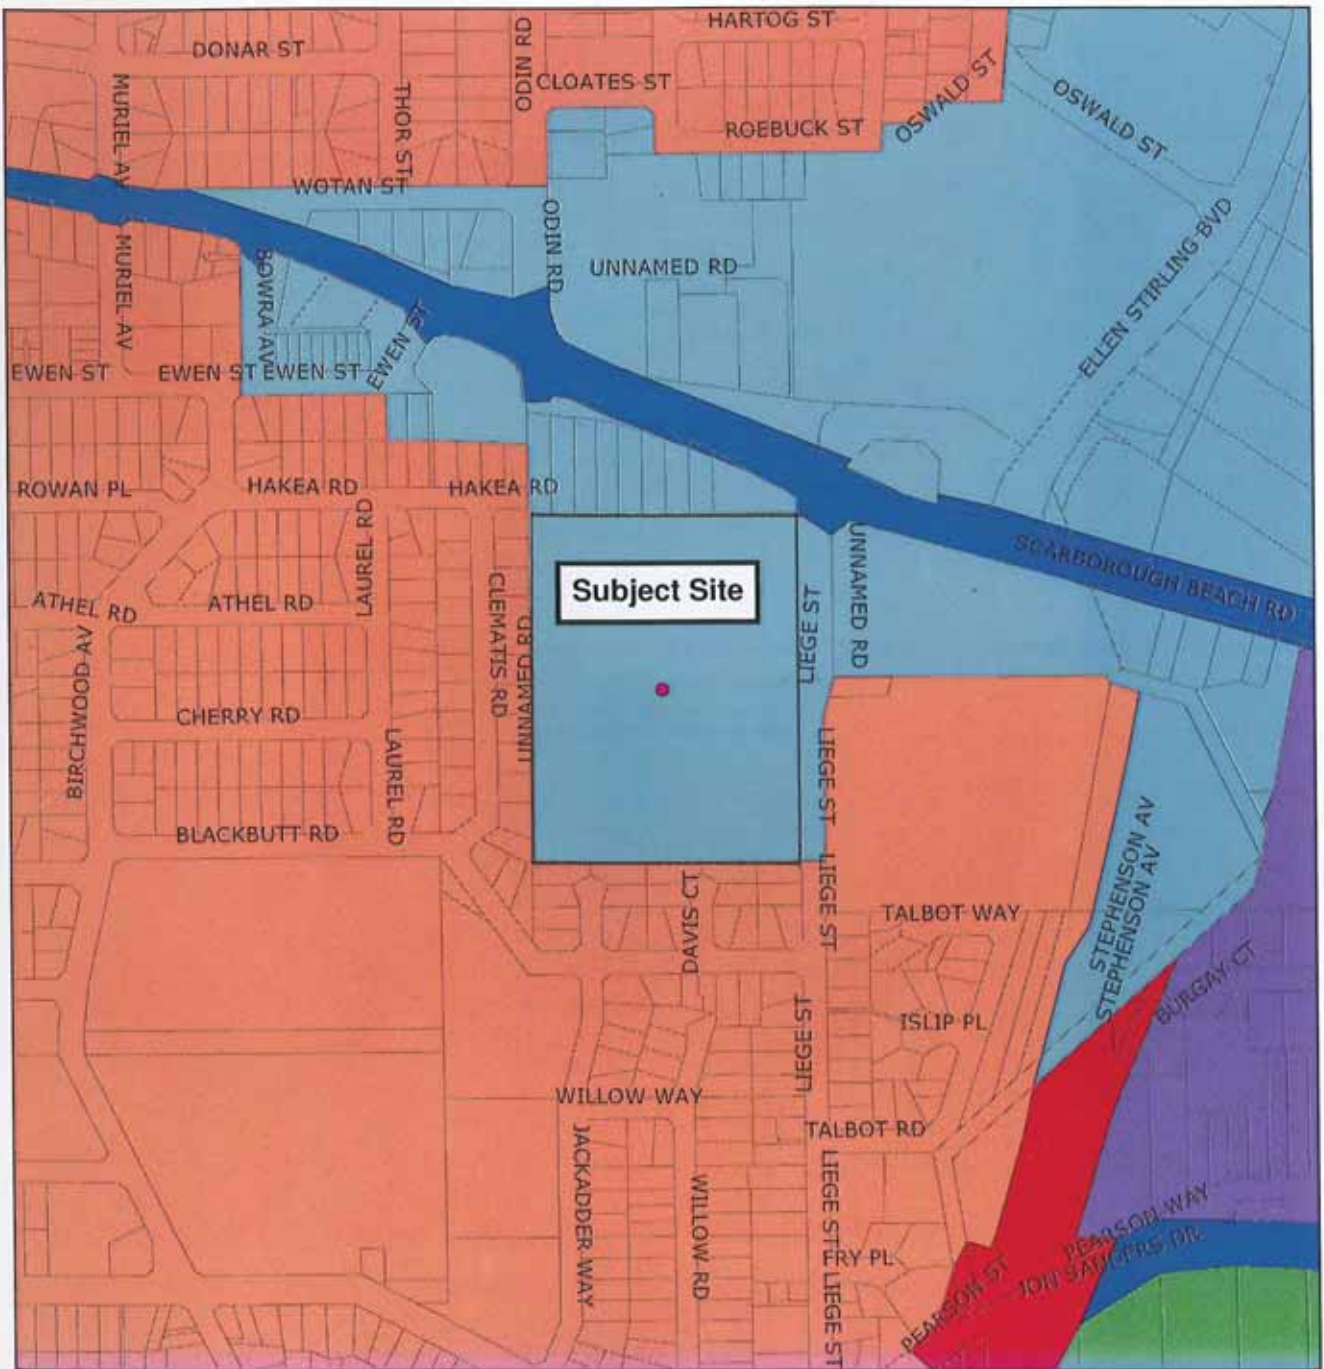 HARTOG ST
DONAR ST
ODIN RD
CLOATES ST
MURIEL AV
THOR ST
ROEBUCK ST
OSWALD ST
OSWALD ST
WOTAN ST
ODIN RD
UNNAMED RD
ELLEN STIRLING BVD
MURIEL AV
BOWRA AV
EWEN ST
EWEN ST
EWEN ST
EWEN ST
ROWAN PL
HAKEA RD
HAKEA RD
LAUREL RD
SCARBOROUGH BEACH RD
UNNAMED RD
Subject Site
ATHEL RD
ATHEL RD
CLEMATIS RD
UNNAMED RD
LIEGE ST
BIRCHWOOD AV
CHERRY RD
LAUREL RD
LIEGE ST
BLACKBUTT RD
STEPHENSON AV
STEPHENSON AV
LIEGE ST
DAVIS CT
TALBOT WAY
BURGAY CT
ISLIP PL
LIEGE ST
WILLOW WAY
TALBOT RD
JACKADDER WAY
WILLOW RD
LIEGE ST
PEARSON WAY
JON SANDERS DR
FRY PL
PEARSON ST
LIEGE ST